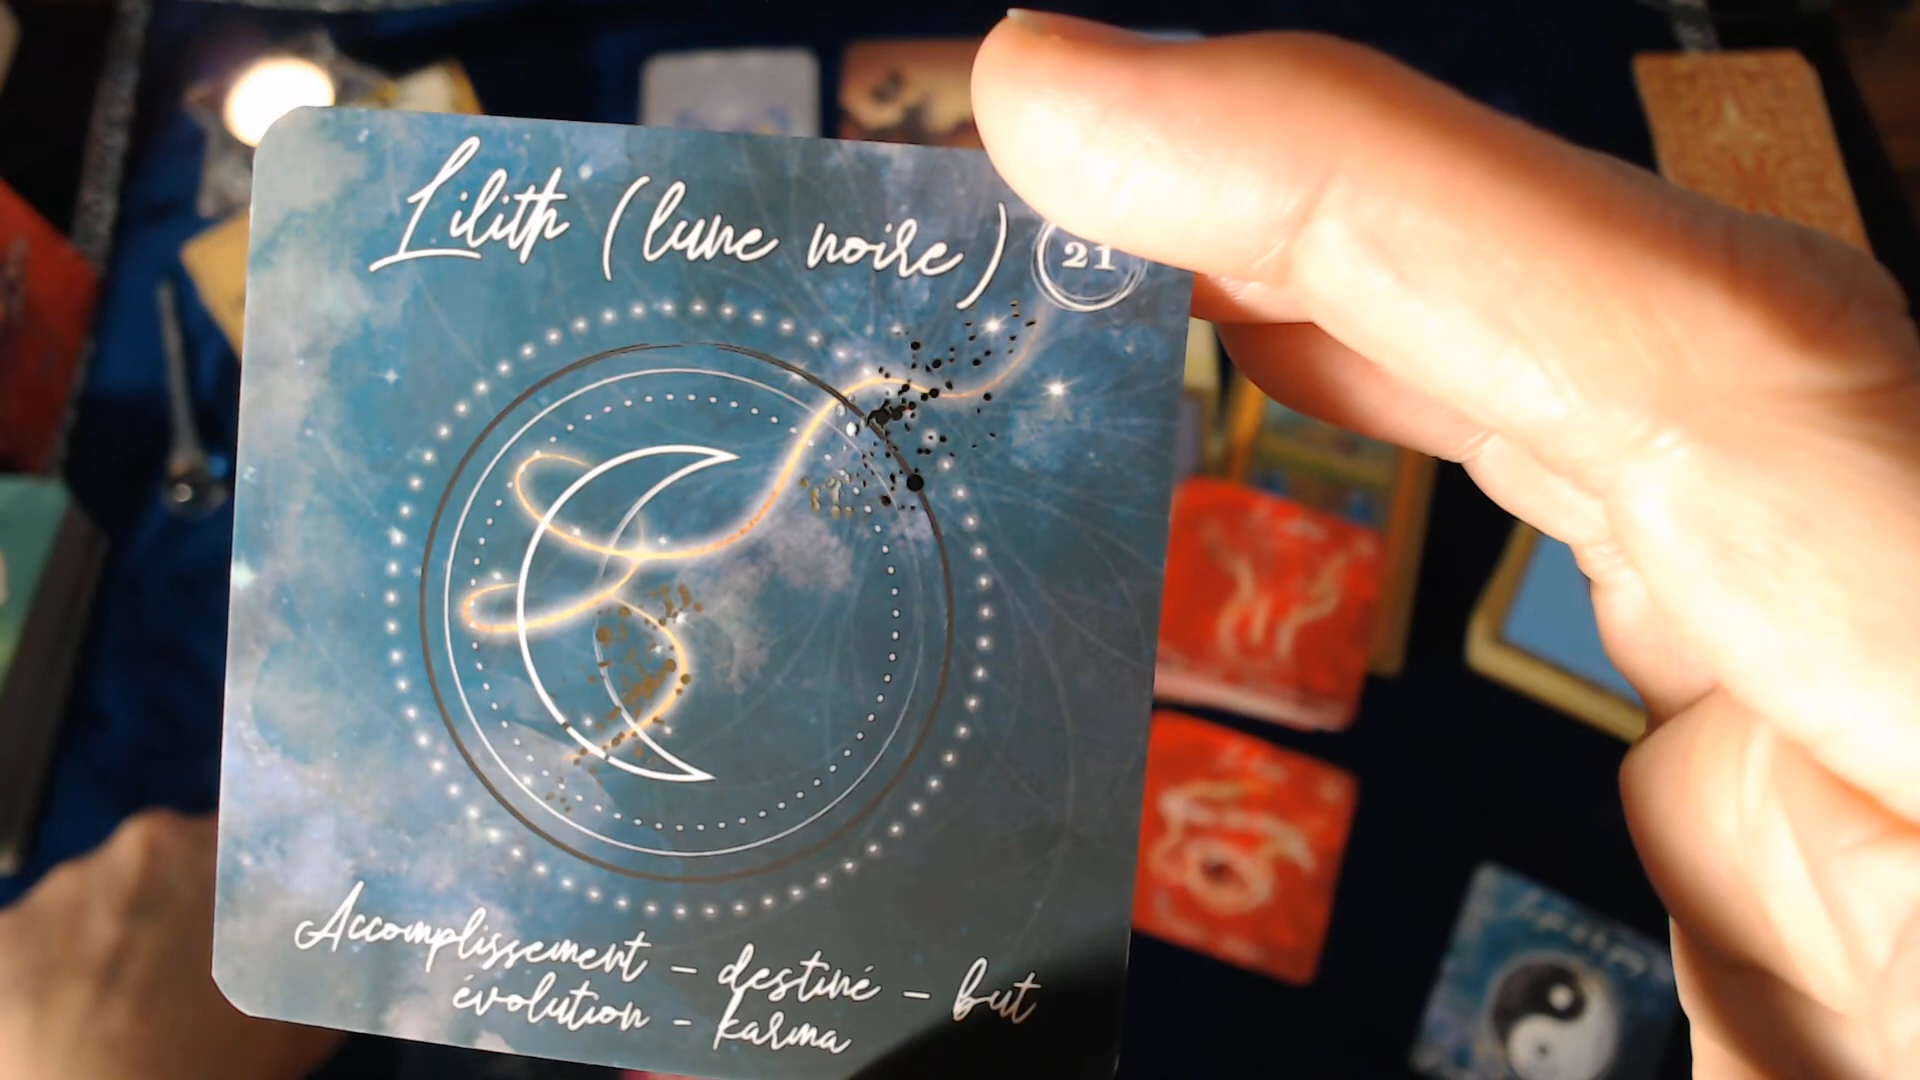 Lilith (lune noire)
21
Accomplissement – destiné – but
évolution – karma